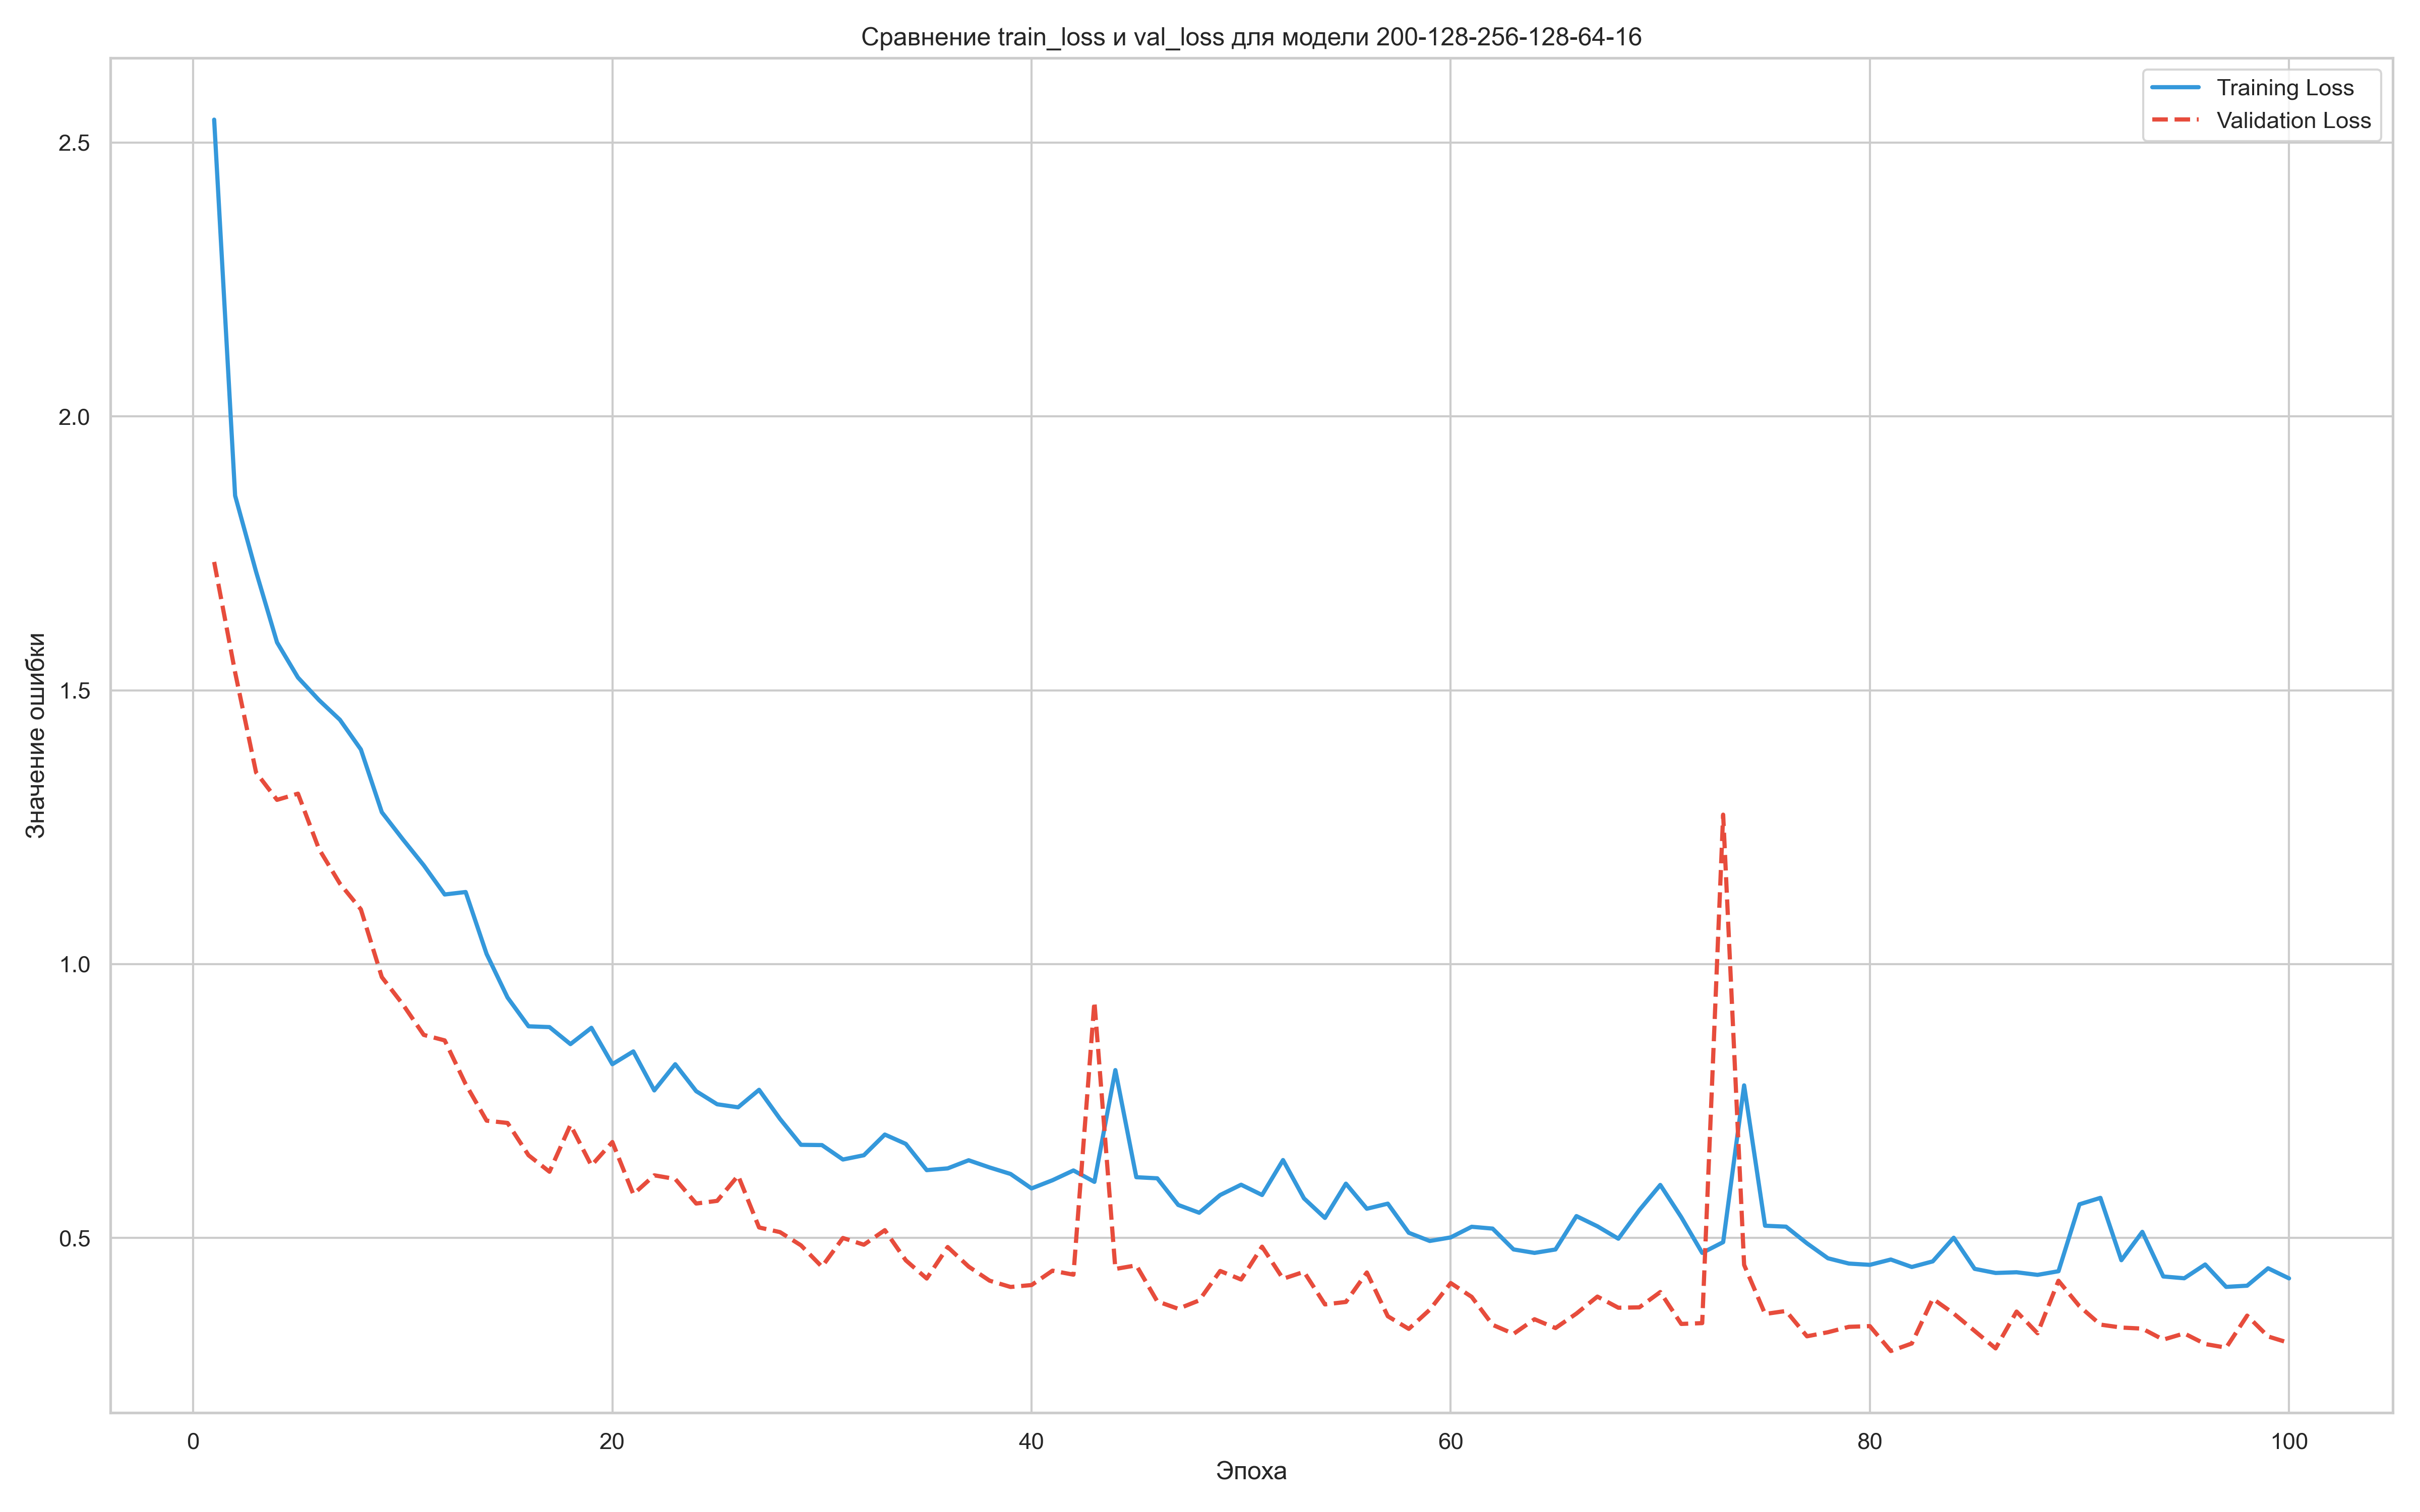 Сравнение train_loss и val_loss для модели 200-128-256-128-64-16
Training Loss
Validation Loss
2.5
2.0
1.5
1.0
0.5
Значение ошибки
0 20 40 60 80 100
Эпоха